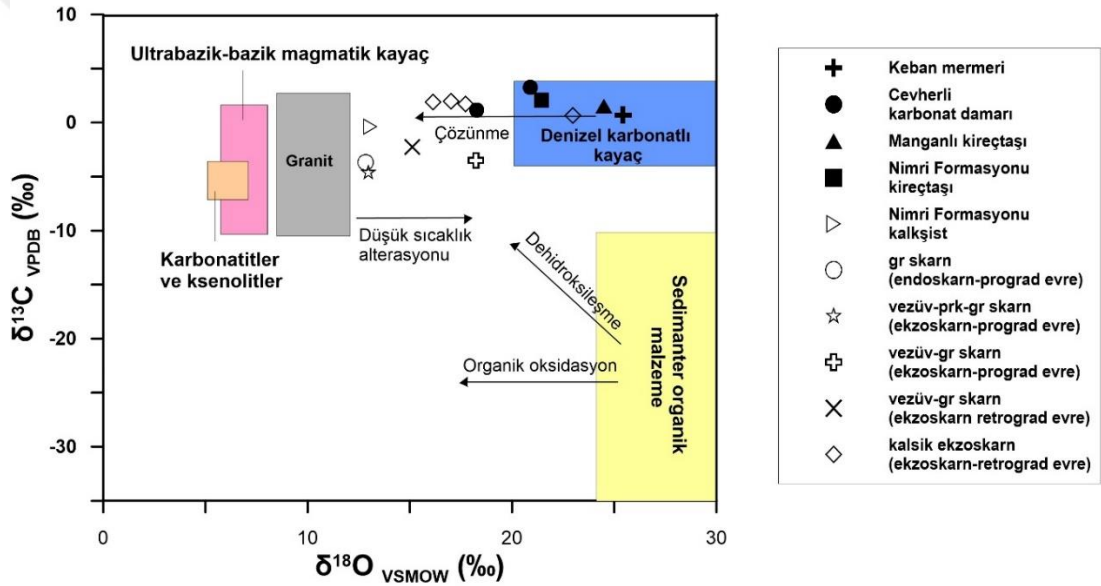 10
0
-10
-20
-30
δ13C VPDB (‰)
Ultrabazik-bazik magmatik kayaç
Granit
Karbonatitler
ve ksenolitler
Çözünme
Denizel karbonatlı
kayaç
Düşük sıcaklık
alterasyonu
Dehidroksileşme
Organik oksidasyon
Sedimanter organik
malzeme
0
10
20
30
δ18O VSMOW (‰)
Keban mermeri
Cevherli
karbonat damarı
Manganlı kireçtaşı
Nimri Formasyonu
kireçtaşı
Nimri Formasyonu
kalkşist
gr skarn
(endoskarn-prograd evre)
vezüv-prk-gr skarn
(ekzoskarn-prograd evre)
vezüv-gr skarn
(ekzoskarn-prograd evre)
vezüv-gr skarn
(ekzoskarn retrograd evre)
kalsik ekzoskarn
(ekzoskarn-retrograd evre)